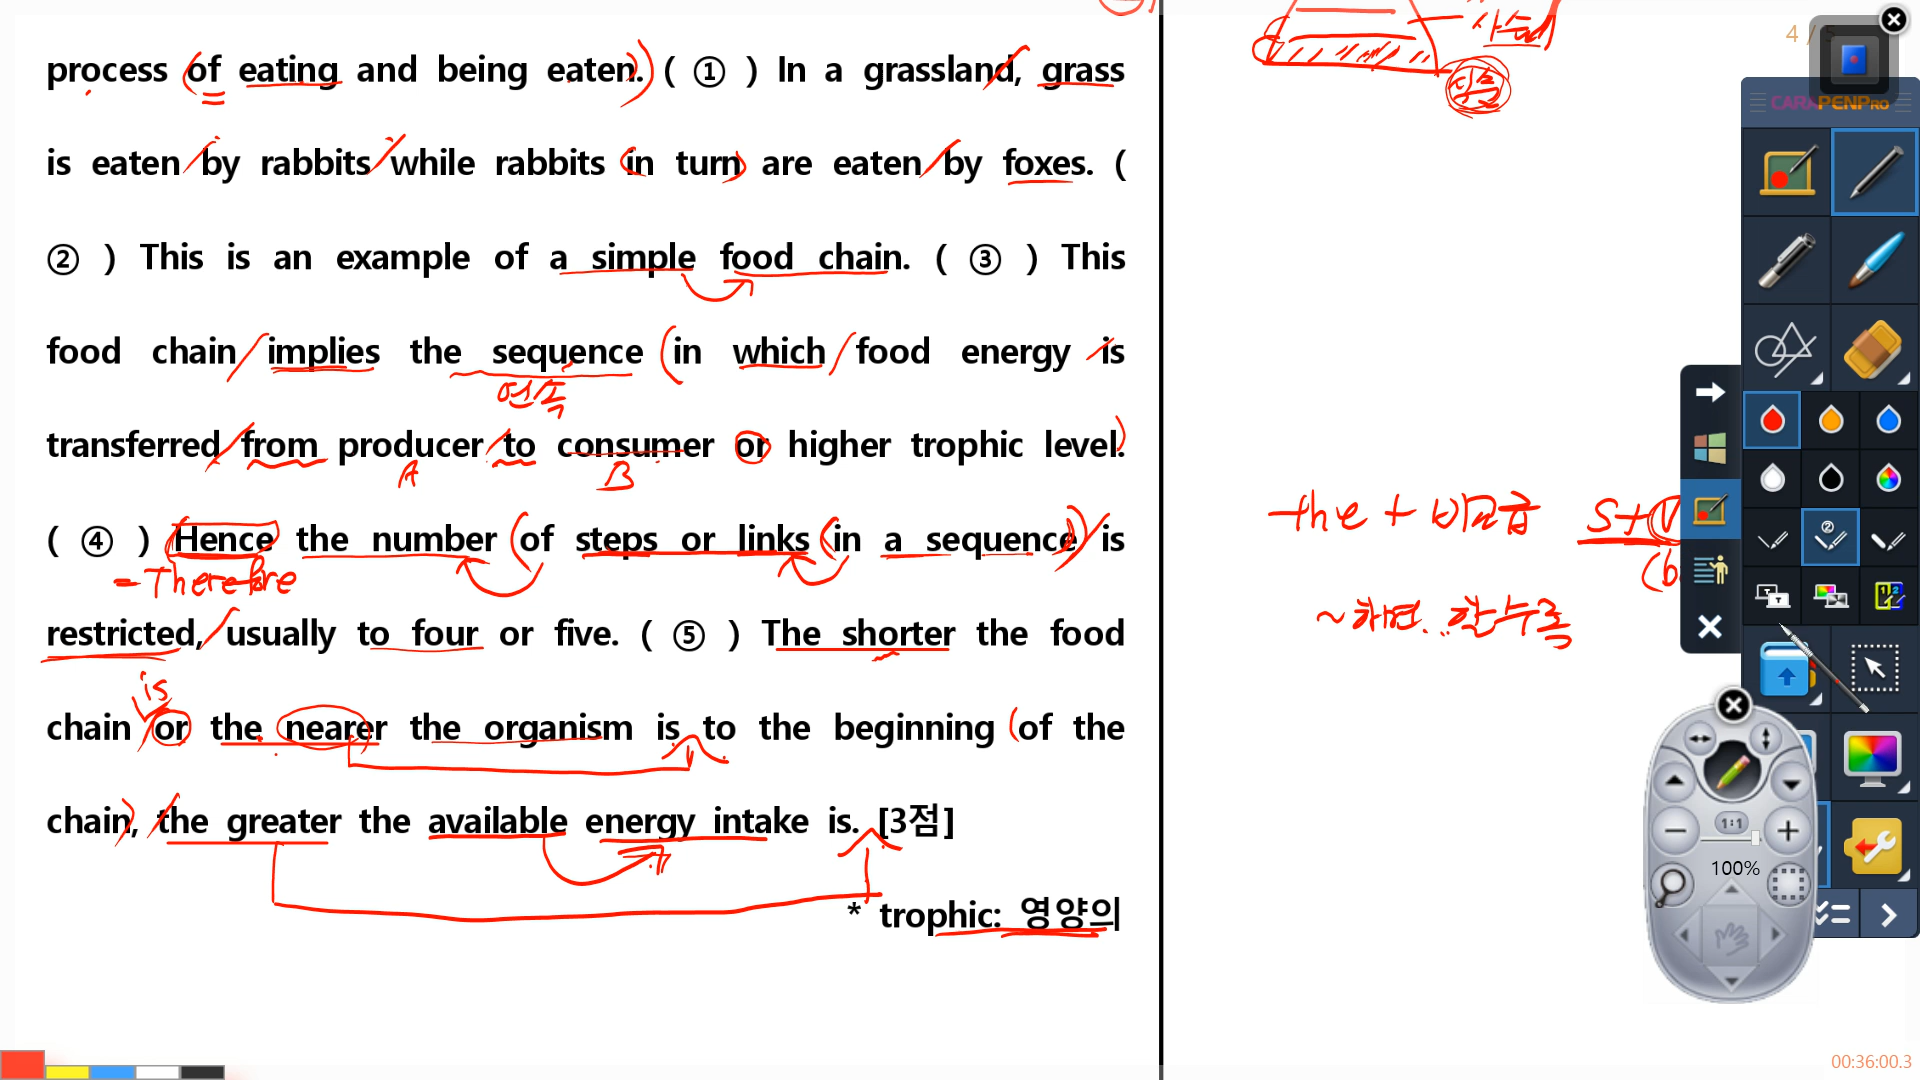 4 /
process of eating and being eaten. ( ① ) In a grassland, grass
is eaten by rabbits while rabbits in turn are eaten by foxes. (
② ) This is an example of a simple food chain. ( ③ ) This
food chain implies the sequence in which food energy is
연속
transferred from producer to consumer or higher trophic level.
A B
( ④ ) Hence the number of steps or links in a sequence is
= Therefore
restricted, usually to four or five. ( ⑤ ) The shorter the food
is
chain or the nearer the organism is to the beginning of the
chain, the greater the available energy intake is. [3점]
* trophic: 영양의
the + 비교급 S+V
(b
~하면 할수록
CARAPENPRO
1:1
100%
00:36:00.3